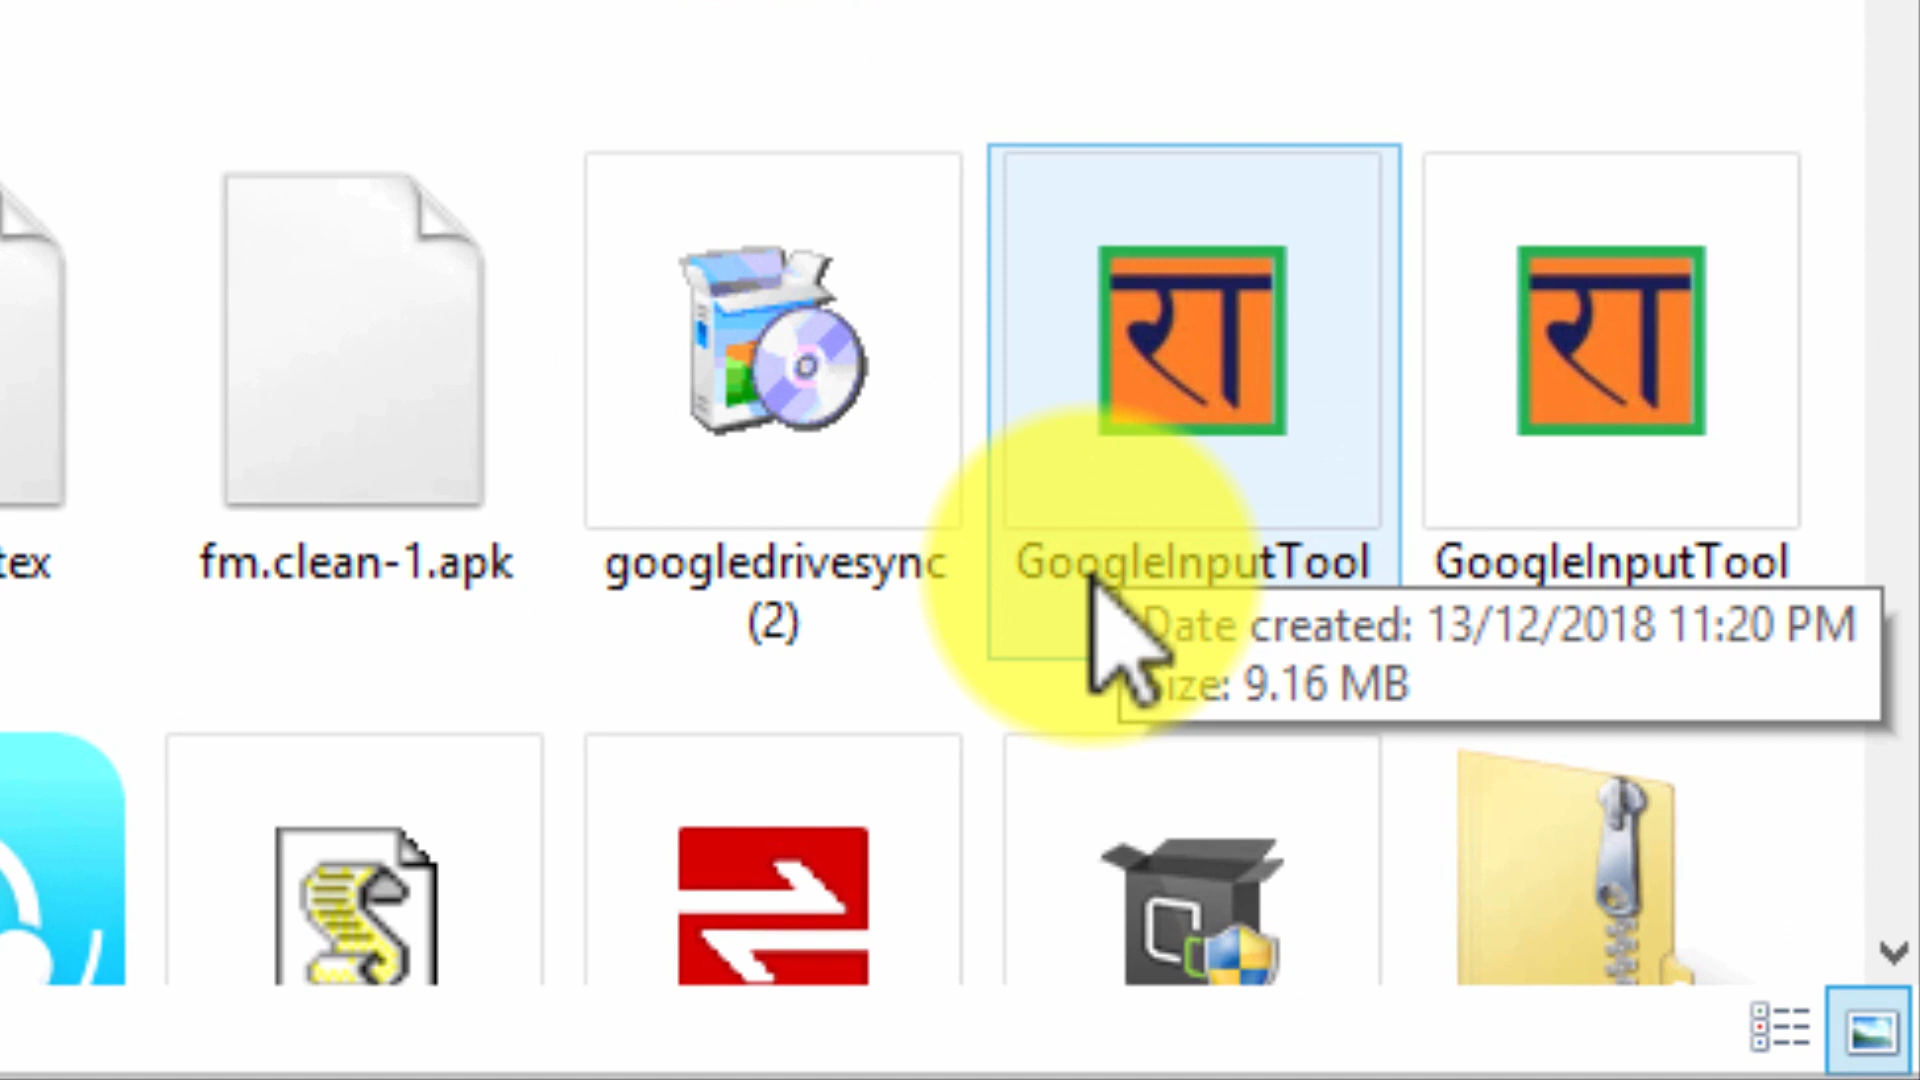 रा
रा
tex
fm.clean-1.apk
googledrivesync
(2)
GoogleInputTool
GoogleInputTool
Date created: 13/12/2018 11:20 PM
Size: 9.16 MB